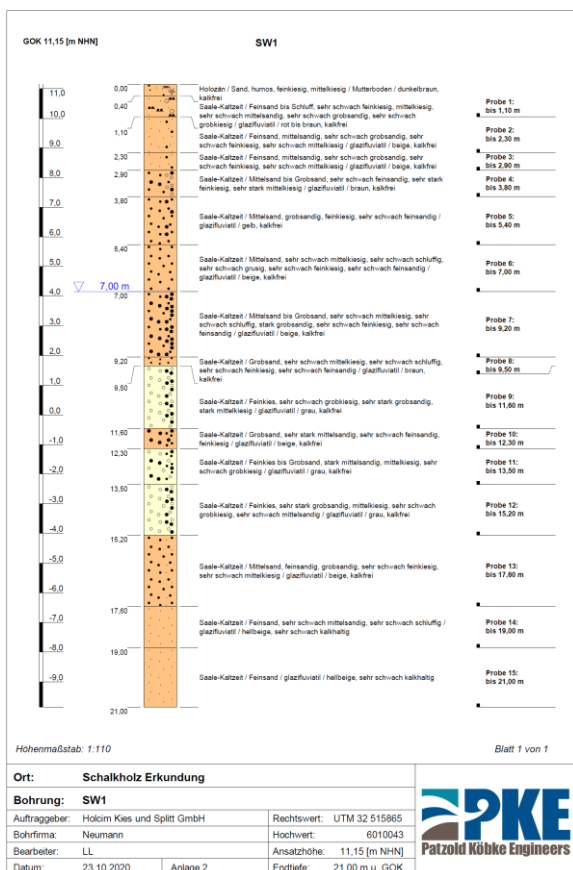 GOK 11,15 [m NHN]
SW1
11,0
10,0
9,0
8,0
7,0
6,0
5,0
4,0
3,0
2,0
1,0
0,0
-1,0
-2,0
-3,0
-4,0
-5,0
-6,0
-7,0
-8,0
-9,0
7,00 m
0,00
Holozän / Sand, humos, feinkiesig, mittelkiesig / Mutterboden / dunkelbraun,
kalkfrei
0,40
Saale-Kaltzeit / Feinsand bis Schluff, sehr schwach feinkiesig, mittelkiesig,
sehr schwach mittelsandig, sehr schwach grobsandig, sehr schwach
grobkiesig / glazifluviatil / rot bis braun, kalkfrei
1,10
Saale-Kaltzeit / Feinsand, mittelsandig, sehr schwach grobsandig, sehr
schwach feinkiesig, sehr schwach mittelkiesig / glazifluviatil / beige, kalkfrei
2,30
Saale-Kaltzeit / Feinsand, mittelsandig, sehr schwach grobsandig, sehr
schwach feinkiesig, sehr schwach mittelkiesig / glazifluviatil / beige, kalkfrei
2,90
Saale-Kaltzeit / Mittelsand bis Grobsand, sehr schwach feinsandig, sehr stark
feinkiesig, sehr stark mittelkiesig / glazifluviatil / braun, kalkfrei
3,80
Saale-Kaltzeit / Mittelsand, grobsandig, feinkiesig, sehr schwach feinsandig /
glazifluviatil / gelb, kalkfrei
5,40
Saale-Kaltzeit / Mittelsand, sehr schwach mittelkiesig, sehr schwach schluffig,
sehr schwach grusig, sehr schwach feinkiesig, sehr schwach feinsandig /
glazifluviatil / beige, kalkfrei
7,00
Saale-Kaltzeit / Mittelsand bis Grobsand, sehr schwach mittelkiesig, sehr
schwach schluffig, stark grobsandig, sehr schwach feinkiesig, sehr schwach
feinsandig / glazifluviatil / beige, kalkfrei
9,20
Saale-Kaltzeit / Grobsand, sehr schwach mittelkiesig, sehr schwach schluffig,
sehr schwach feinkiesig, sehr schwach feinsandig / glazifluviatil / braun,
kalkfrei
9,50
Saale-Kaltzeit / Feinkies, sehr schwach grobkiesig, sehr stark grobsandig,
stark mittelkiesig / glazifluviatil / grau, kalkfrei
11,60
Saale-Kaltzeit / Grobsand, sehr stark mittelsandig, sehr schwach feinsandig,
feinkiesig / glazifluviatil / beige, kalkfrei
12,30
Saale-Kaltzeit / Feinkies bis Grobsand, stark mittelsandig, mittelkiesig, sehr
schwach grobkiesig / glazifluviatil / grau, kalkfrei
13,50
Saale-Kaltzeit / Feinkies, sehr stark grobsandig, mittelkiesig, sehr schwach
grobkiesig, sehr schwach mittelsandig / glazifluviatil / grau, kalkfrei
15,20
Saale-Kaltzeit / Mittelsand, feinsandig, grobsandig, sehr schwach feinkiesig,
sehr schwach mittelkiesig / glazifluviatil / beige, kalkfrei
17,60
Saale-Kaltzeit / Feinsand, sehr schwach mittelsandig, sehr schwach schluffig /
glazifluviatil / hellbeige, sehr schwach kalkhaltig
19,00
Saale-Kaltzeit / Feinsand / glazifluviatil / hellbeige, sehr schwach kalkhaltig
21,00
Probe 1:
bis 1,10 m
Probe 2:
bis 2,30 m
Probe 3:
bis 2,90 m
Probe 4:
bis 3,80 m
Probe 5:
bis 5,40 m
Probe 6:
bis 7,00 m
Probe 7:
bis 9,20 m
Probe 8:
bis 9,50 m
Probe 9:
bis 11,60 m
Probe 10:
bis 12,30 m
Probe 11:
bis 13,50 m
Probe 12:
bis 15,20 m
Probe 13:
bis 17,60 m
Probe 14:
bis 19,00 m
Probe 15:
bis 21,00 m
Höhenmaßstab: 1:110
Blatt 1 von 1
Ort: Schalkholz Erkundung
Bohrung: SW1
Auftraggeber: Holcim Kies und Splitt GmbH Rechtswert: UTM 32 515865
Bohrfirma: Neumann Hochwert: 6010043
Bearbeiter: LL Ansatzhöhe: 11,15 [m NHN]
Datum: 23.10.2020 Anlage 2 Endtiefe: 21,00 m u. GOK
PKE
Patzold Köbke Engineers